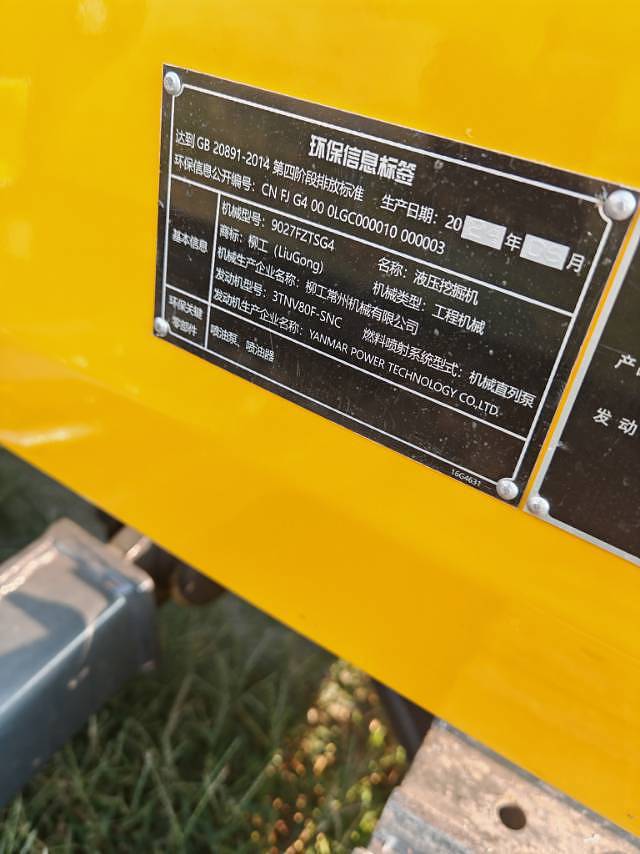 环保信息标签
达到 GB 20891-2014 第四阶段排放标准 生产日期：20 年 月
环保信息公开编号：CN FJ G4 00 0LGC000010 000003
基本信息
机械型号：9027FZTSG4 名称：液压挖掘机
商标：柳工（LiuGong） 机械类型：工程机械
机械生产企业名称：柳工常州机械有限公司
发动机型号：3TNV80F-SNC 燃料喷射系统型式：机械直列泵
发动机生产企业名称：YANMAR POWER TECHNOLOGY CO.,LTD.
环保关键
零部件
喷油泵、喷油器
16G4631
产
发动